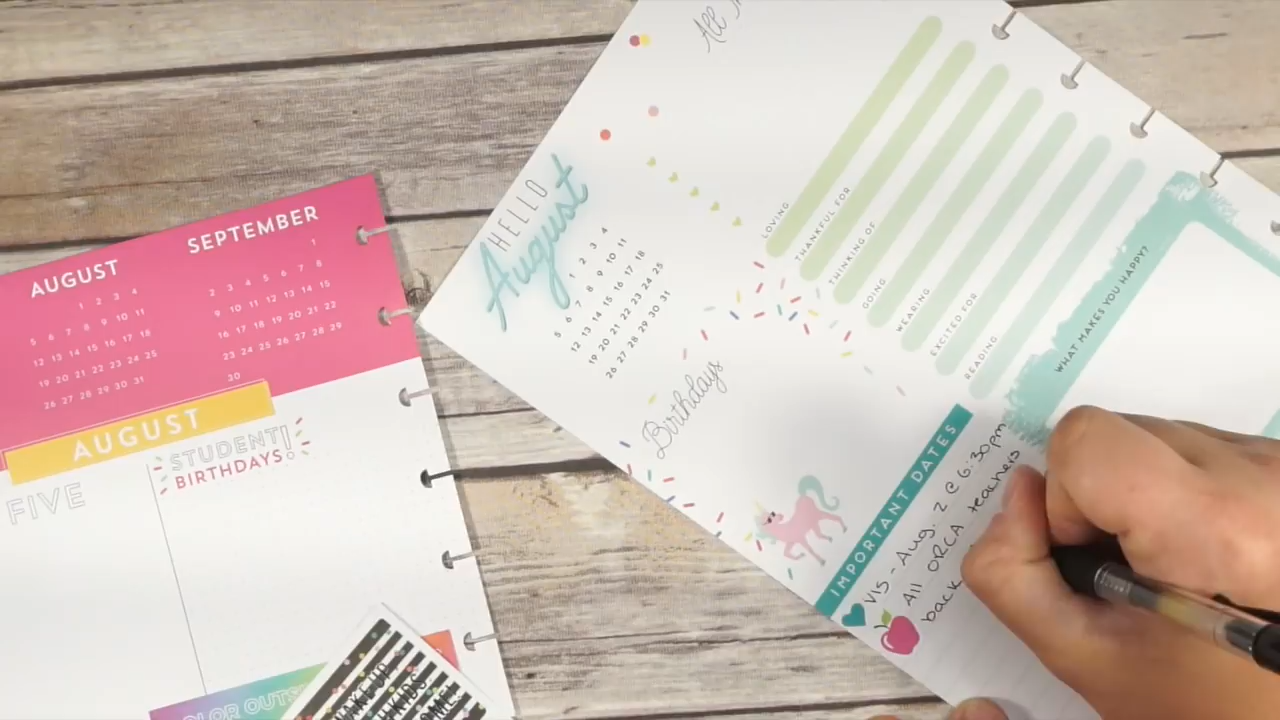 AUGUST
1 2 3 4
5 6 7 8 9 10 11
12 13 14 15 16 17 18
19 20 21 22 23 24 25
26 27 28 29 30 31
SEPTEMBER
1
2 3 4 5 6 7 8
9 10 11 12 13 14 15
16 17 18 19 20 21 22
23 24 25 26 27 28 29
30
AUGUST
FIVE
STUDENT
BIRTHDAYS!
UP
KIDS
All
HELLO
August
1 2 3 4
5 6 7 8 9 10 11
12 13 14 15 16 17 18
19 20 21 22 23 24 25
26 27 28 29 30 31
Birthdays
LOVING
THANKFUL FOR
THINKING OF
GOING
WEARING
EXCITED FOR
READING
WHAT MAKES YOU HAPPY?
IMPORTANT DATES
VIS - Aug. 2 @ 6:30pm
All ORCA teachers
back